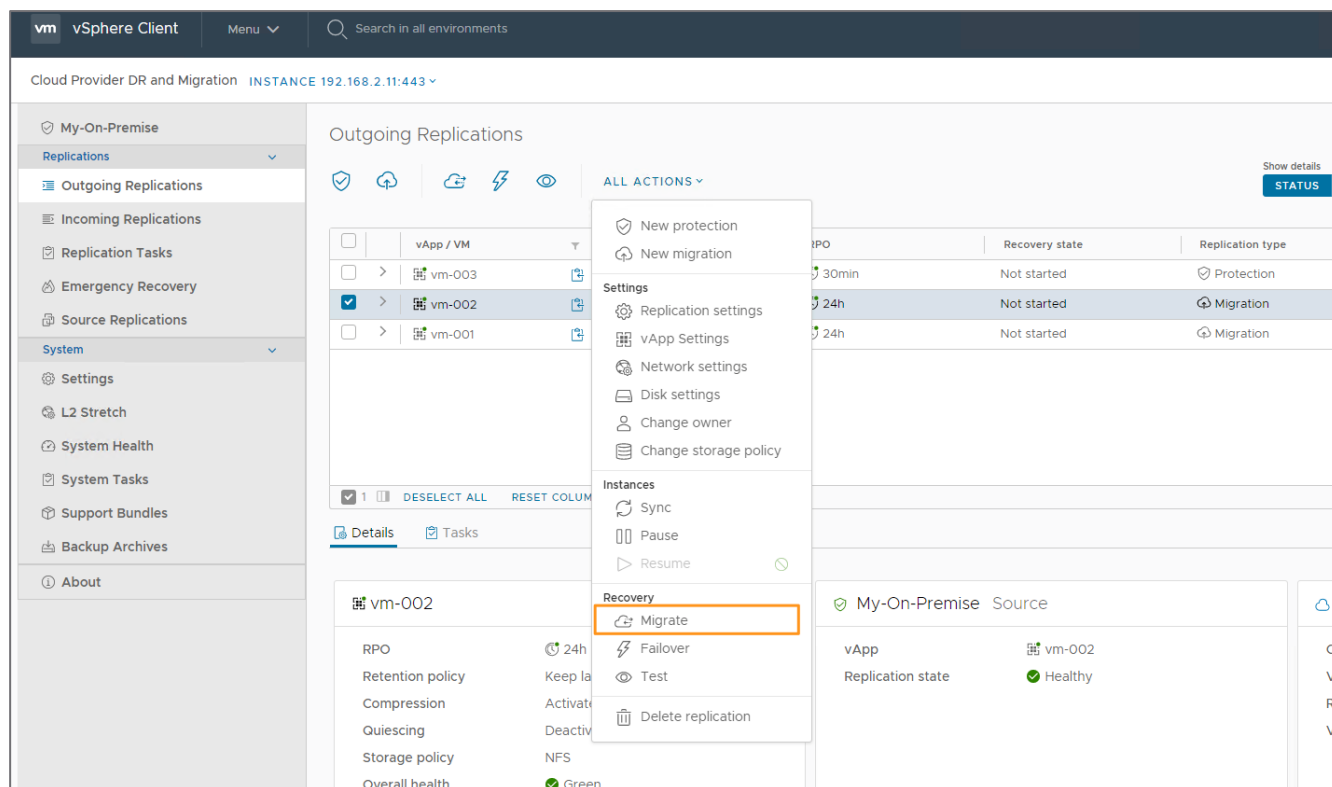 vm vSphere Client Menu Search in all environments
Cloud Provider DR and Migration INSTANCE 192.168.2.11:443
My-On-Premise
Replications
Outgoing Replications
Incoming Replications
Replication Tasks
Emergency Recovery
Source Replications
System
Settings
L2 Stretch
System Health
System Tasks
Support Bundles
Backup Archives
About
Outgoing Replications
ALL ACTIONS
Show details
STATUS
vApp / VM RPO Recovery state Replication type
vm-003 30min Not started Protection
vm-002 24h Not started Migration
vm-001 24h Not started Migration
1 DESELECT ALL RESET COLUM
New protection
New migration
Settings
Replication settings
vApp Settings
Network settings
Disk settings
Change owner
Change storage policy
Instances
Sync
Pause
Resume
Recovery
Migrate
Failover
Test
Delete replication
Details Tasks
vm-002
RPO 24h
Retention policy Keep la
Compression Activate
Quiescing Deactiv
Storage policy NFS
Overall health Green
My-On-Premise Source
vApp vm-002
Replication state Healthy